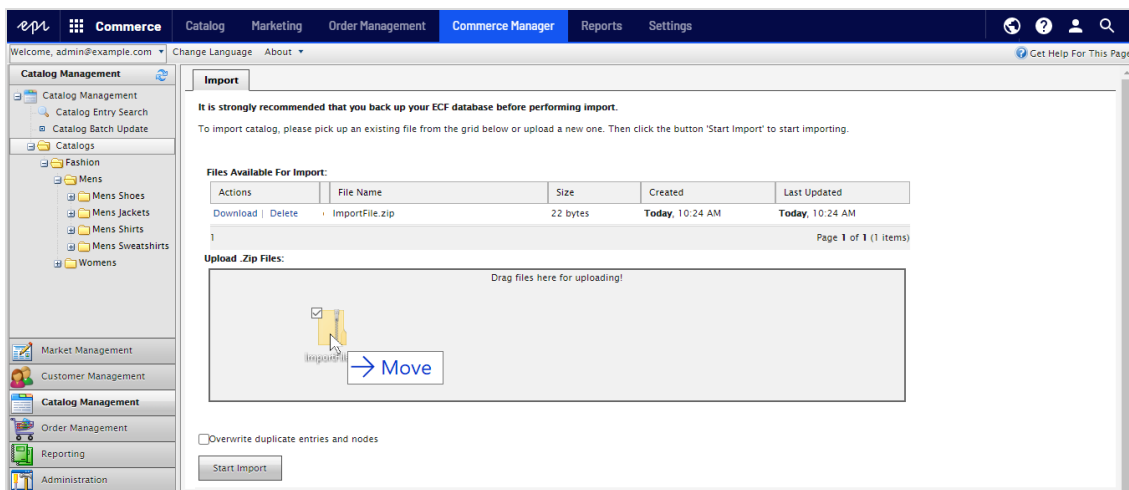 epi Commerce Catalog Marketing Order Management Commerce Manager Reports Settings
Welcome, admin@example.com Change Language About Get Help For This Page
Catalog Management
Catalog Management
Catalog Entry Search
Catalog Batch Update
Catalogs
Fashion
Mens
Mens Shoes
Mens Jackets
Mens Shirts
Mens Sweatshirts
Womens
Market Management
Customer Management
Catalog Management
Order Management
Reporting
Administration
Import
It is strongly recommended that you back up your ECF database before performing import.
To import catalog, please pick up an existing file from the grid below or upload a new one. Then click the button 'Start Import' to start importing.
Files Available For Import:
Actions File Name Size Created Last Updated
Download | Delete ImportFile.zip 22 bytes Today, 10:24 AM Today, 10:24 AM
1 Page 1 of 1 (1 items)
Upload .Zip Files:
Drag files here for uploading!
→ Move
Overwrite duplicate entries and nodes
Start Import